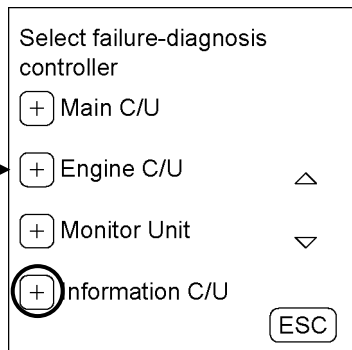 Select failure-diagnosis
controller
+ Main C/U
+ Engine C/U
+ Monitor Unit
+ Information C/U
ESC